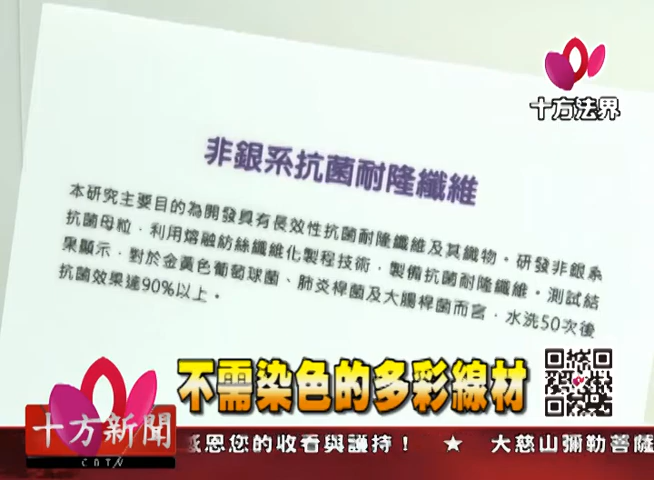 十方法界
非銀系抗菌耐隆纖維
本研究主要目的為開發具有長效性抗菌耐隆纖維及其織物。研發非銀系
抗菌母粒，利用熔融紡絲纖維化製程技術，製備抗菌耐隆纖維。測試結
果顯示，對於金黃色葡萄球菌、肺炎桿菌及大腸桿菌而言，水洗50次後
抗菌效果達90%以上。
不需染色的多彩線材
十方新聞
CBTN
感恩您的收看與護持！ ★ 大慈山彌勒菩薩